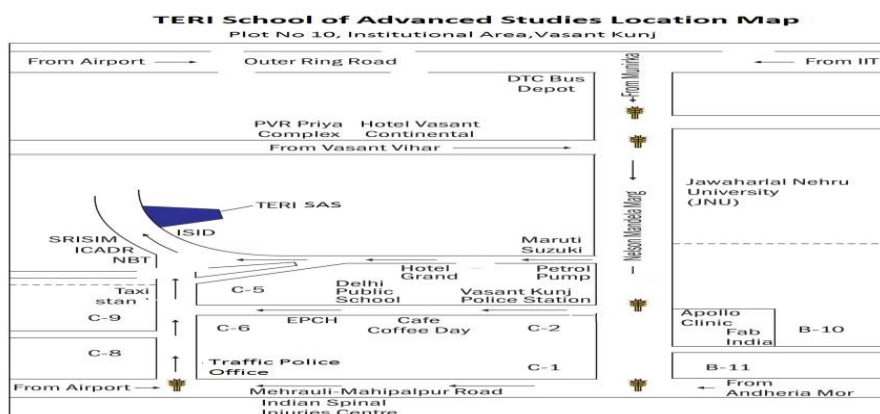 TERI School of Advanced Studies Location Map
Plot No 10, Institutional Area,Vasant Kunj
From Airport
Outer Ring Road
From Munirka
From IIT
DTC Bus
Depot
PVR Priya
Complex
Hotel Vasant
Continental
From Vasant Vihar
Jawaharlal Nehru
University
(JNU)
TERI SAS
ISID
SRISIM
ICADR
NBT
Nelson Mandela Marg
Maruti
Suzuki
Hotel
Grand
Petrol
Pump
Taxi
stan
C-5
Delhi
Public
School
Vasant Kunj
Police Station
C-9
C-6
EPCH
Cafe
Coffee Day
C-2
Apollo
Clinic
Fab
India
B-10
C-8
Traffic Police
Office
C-1
B-11
From Airport
Mehrauli-Mahipalpur Road
From
Andheria Mor
Indian Spinal
Injuries Centre